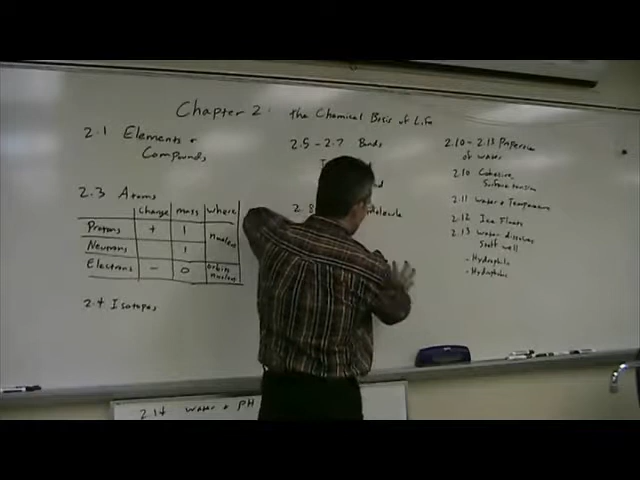 Chapter 2: the Chemical Basis of Life
2.1 Elements +
Compounds
2.3 Atoms
charge mass where
Protons + 1 nucleus
Neutrons 1
Electrons - 0 orbits nucleus
2.4 Isotopes
2.5 - 2.7 Bonds
2.8
2.10 - 2.13 Properties
of water
2.10 Cohesive
Surface tension
2.11 water + Temperature
2.12 Ice Floats
2.13 water dissolves
stuff well
- Hydrophilic
- Hydrophobic
2.14 water + PH